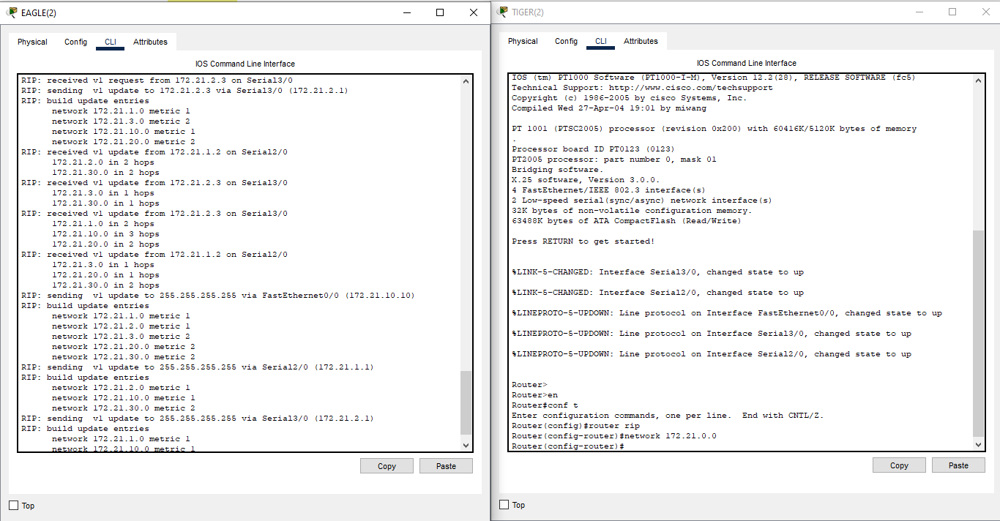 EAGLE(2)
Physical Config CLI Attributes
IOS Command Line Interface
RIP: received v1 request from 172.21.2.3 on Serial3/0
RIP: sending  v1 update to 172.21.2.3 via Serial3/0 (172.21.2.1)
RIP: build update entries
      network 172.21.1.0 metric 1
      network 172.21.3.0 metric 2
      network 172.21.10.0 metric 1
      network 172.21.20.0 metric 2
RIP: received v1 update from 172.21.1.2 on Serial2/0
      172.21.2.0 in 2 hops
      172.21.30.0 in 2 hops
RIP: received v1 update from 172.21.2.3 on Serial3/0
      172.21.3.0 in 1 hops
      172.21.30.0 in 1 hops
RIP: received v1 update from 172.21.2.3 on Serial3/0
      172.21.1.0 in 2 hops
      172.21.10.0 in 3 hops
      172.21.20.0 in 2 hops
RIP: received v1 update from 172.21.1.2 on Serial2/0
      172.21.3.0 in 1 hops
      172.21.20.0 in 1 hops
      172.21.30.0 in 2 hops
RIP: sending  v1 update to 255.255.255.255 via FastEthernet0/0 (172.21.10.10)
RIP: build update entries
      network 172.21.1.0 metric 1
      network 172.21.2.0 metric 1
      network 172.21.3.0 metric 2
      network 172.21.20.0 metric 2
      network 172.21.30.0 metric 2
RIP: sending  v1 update to 255.255.255.255 via Serial2/0 (172.21.1.1)
RIP: build update entries
      network 172.21.2.0 metric 1
      network 172.21.10.0 metric 1
      network 172.21.30.0 metric 2
RIP: sending  v1 update to 255.255.255.255 via Serial3/0 (172.21.2.1)
RIP: build update entries
      network 172.21.1.0 metric 1
      network 172.21.10.0 metric 1
Copy Paste
Top
TIGER(2)
Physical Config CLI Attributes
IOS Command Line Interface
IOS (tm) PT1000 Software (PT1000-I-M), Version 12.2(28), RELEASE SOFTWARE (fc5)
Technical Support: http://www.cisco.com/techsupport
Copyright (c) 1986-2005 by cisco Systems, Inc.
Compiled Wed 27-Apr-04 19:01 by miwang
PT 1001 (PTSC2005) processor (revision 0x200) with 60416K/5120K bytes of memory
.
Processor board ID PT0123 (0123)
PT2005 processor: part number 0, mask 01
Bridging software.
X.25 software, Version 3.0.0.
4 FastEthernet/IEEE 802.3 interface(s)
2 Low-speed serial(sync/async) network interface(s)
32K bytes of non-volatile configuration memory.
63488K bytes of ATA CompactFlash (Read/Write)
Press RETURN to get started!
%LINK-5-CHANGED: Interface Serial3/0, changed state to up
%LINK-5-CHANGED: Interface Serial2/0, changed state to up
%LINEPROTO-5-UPDOWN: Line protocol on Interface FastEthernet0/0, changed state to up
%LINEPROTO-5-UPDOWN: Line protocol on Interface Serial3/0, changed state to up
%LINEPROTO-5-UPDOWN: Line protocol on Interface Serial2/0, changed state to up
Router>
Router>en
Router#conf t
Enter configuration commands, one per line.  End with CNTL/Z.
Router(config)#router rip
Router(config-router)#network 172.21.0.0
Router(config-router)#
Copy Paste
Top